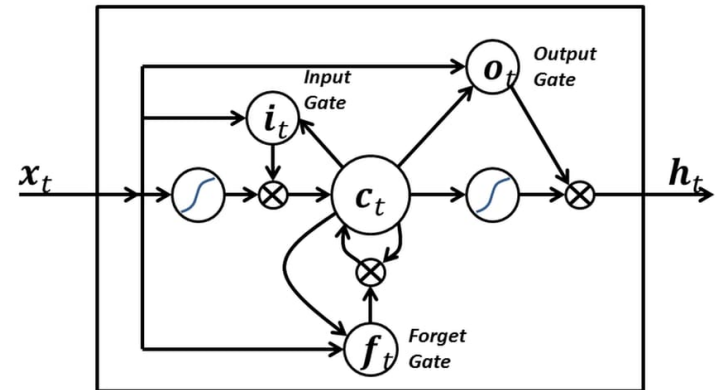 Output
Gate
o_t
Input
Gate
i_t
x_t
c_t
h_t
Forget
Gate
f_t